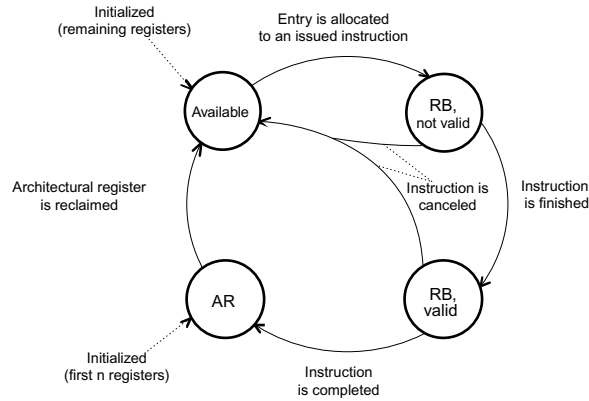 Initialized
(remaining registers)
Entry is allocated
to an issued instruction
Available
RB,
not valid
Architectural register
is reclaimed
Instruction is
canceled
Instruction
is finished
AR
RB,
valid
Initialized
(first n registers)
Instruction
is completed